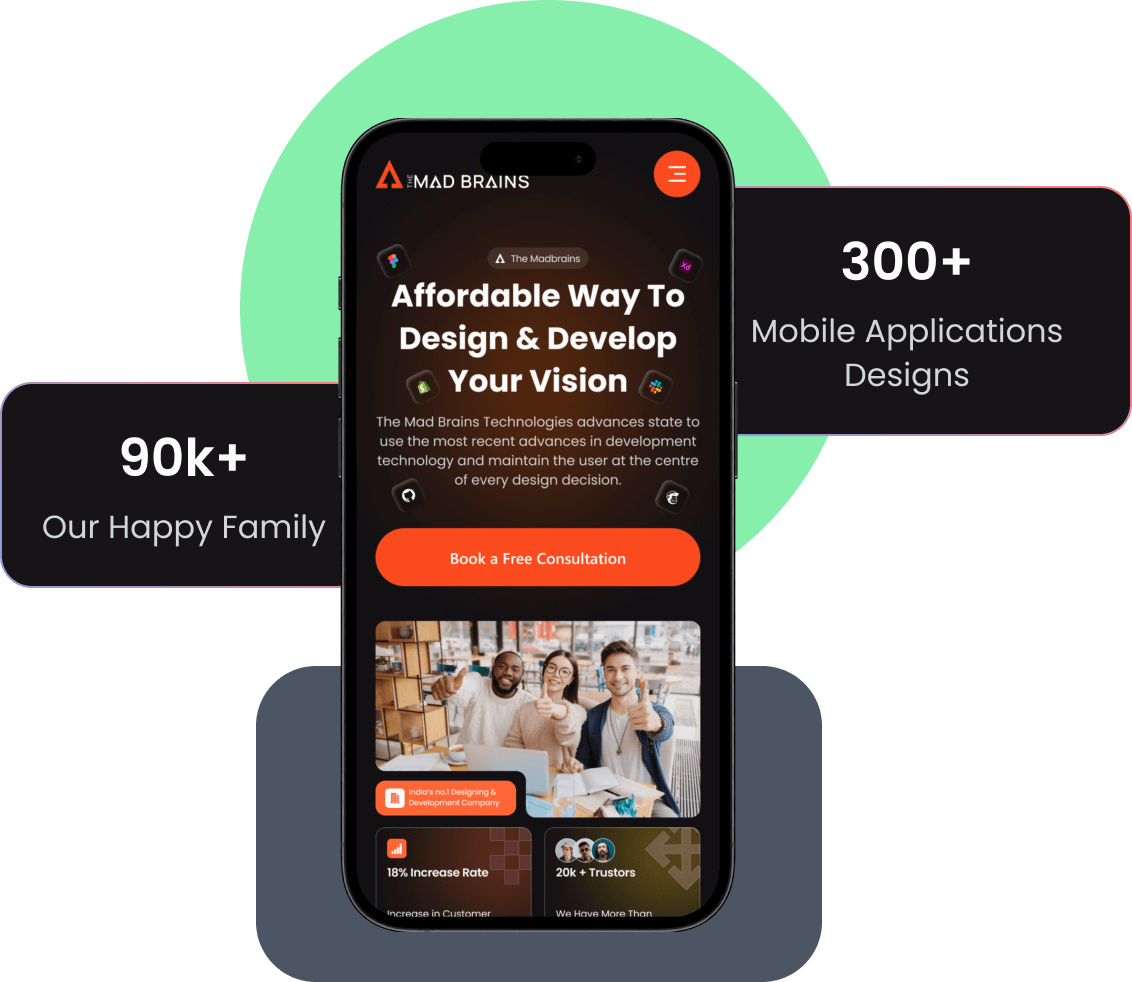 THE MAD BRAINS
300+
Mobile Applications
Designs
The Madbrains
Xd
Affordable Way To
Design & Develop
Your Vision
The Mad Brains Technologies advances state to
use the most recent advances in development
technology and maintain the user at the centre
of every design decision.
90k+
Our Happy Family
Book a Free Consultation
India's no.1 Designing &
Development Company
18% Increase Rate
Increase in Customer
20k + Trustors
We Have More Than